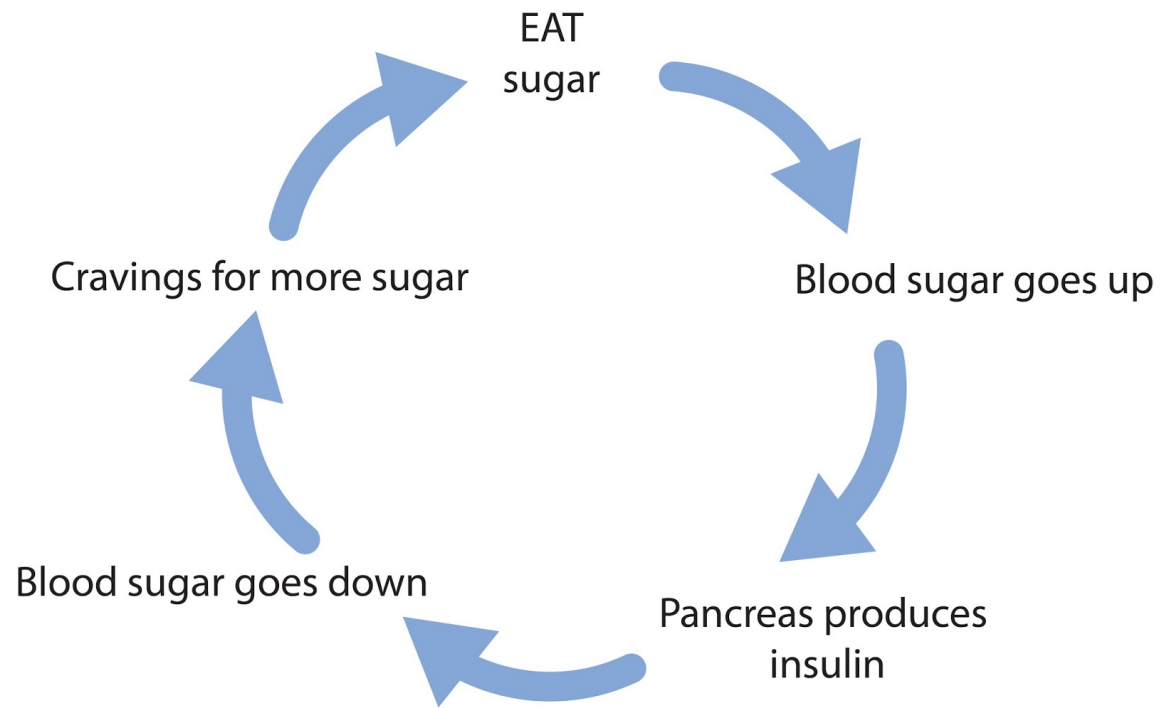 EAT
sugar
Blood sugar goes up
Pancreas produces
insulin
Blood sugar goes down
Cravings for more sugar